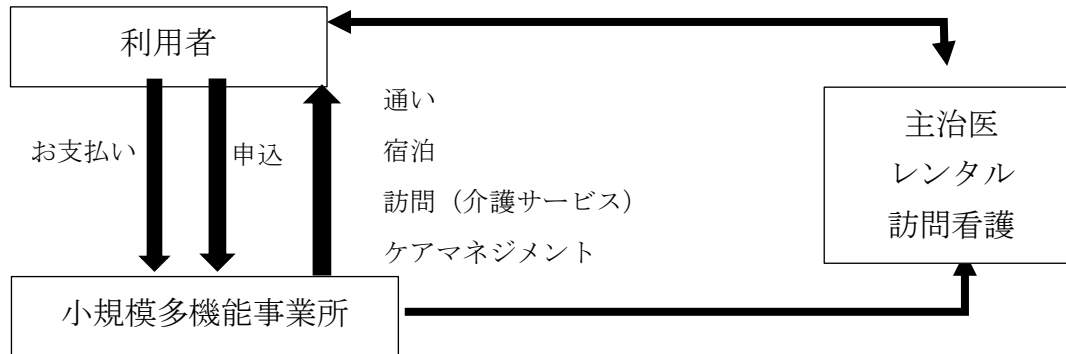 利用者
お支払い
申込
通い
宿泊
訪問（介護サービス）
ケアマネジメント
主治医
レンタル
訪問看護
小規模多機能事業所